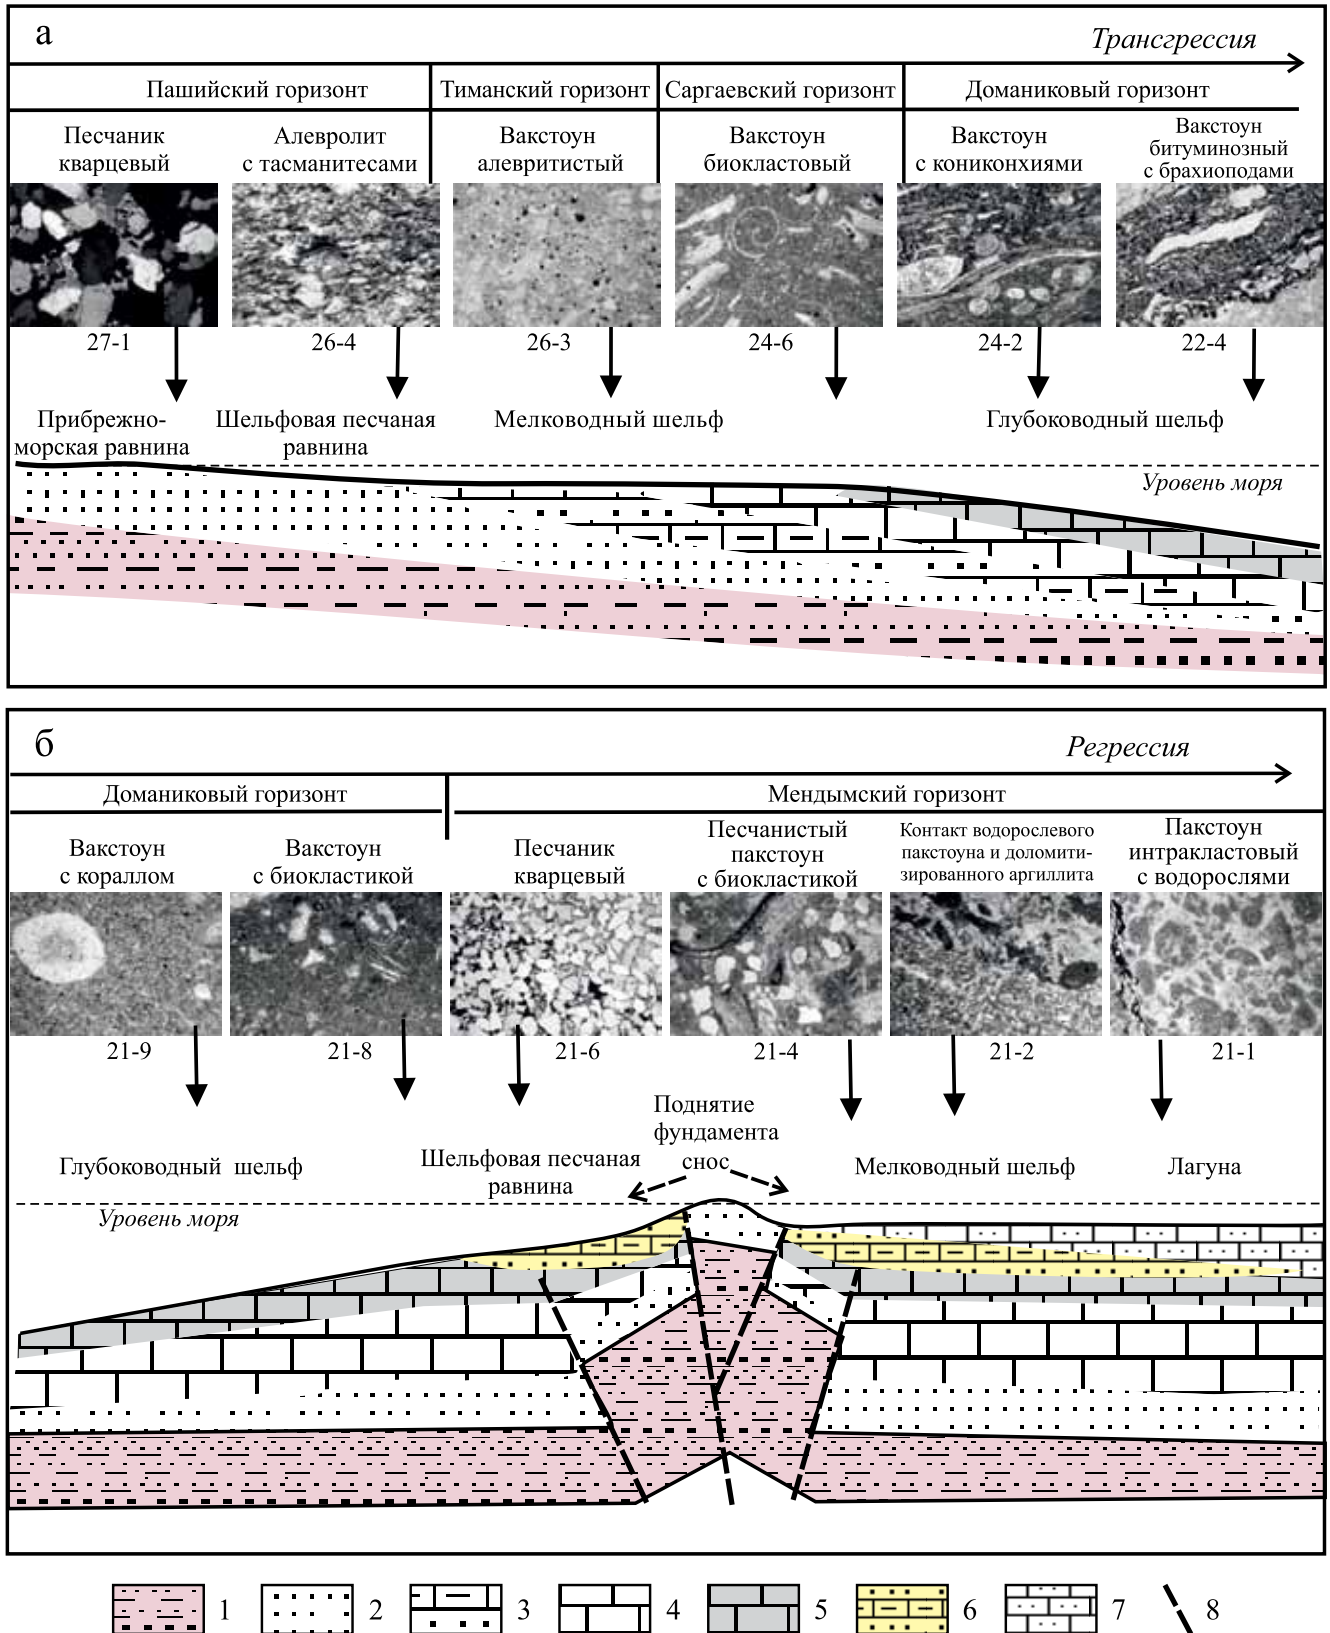 а
Трансгрессия
Пашийский горизонт
Тиманский горизонт
Саргаевский горизонт
Доманиковый горизонт
Песчаник
кварцевый
Алевролит
с тасманитесами
Вакстоун
алевритистый
Вакстоун
биокластовый
Вакстоун
с кониконхиями
Вакстоун
битуминозный
с брахиоподами
27-1
26-4
26-3
24-6
24-2
22-4
Прибрежно-
морская равнина
Шельфовая песчаная
равнина
Мелководный шельф
Глубоководный шельф
Уровень моря
б
Регрессия
Доманиковый горизонт
Мендымский горизонт
Вакстоун
с кораллом
Вакстоун
с биокластикой
Песчаник
кварцевый
Песчанистый
пакстоун
с биокластикой
Контакт водорослевого
пакстоуна и доломити-
зированного аргиллита
Пакстоун
интракластовый
с водорослями
21-9
21-8
21-6
21-4
21-2
21-1
Глубоководный шельф
Шельфовая песчаная
равнина
Поднятие
фундамента
снос
Мелководный шельф
Лагуна
Уровень моря
1
2
3
4
5
6
7
8